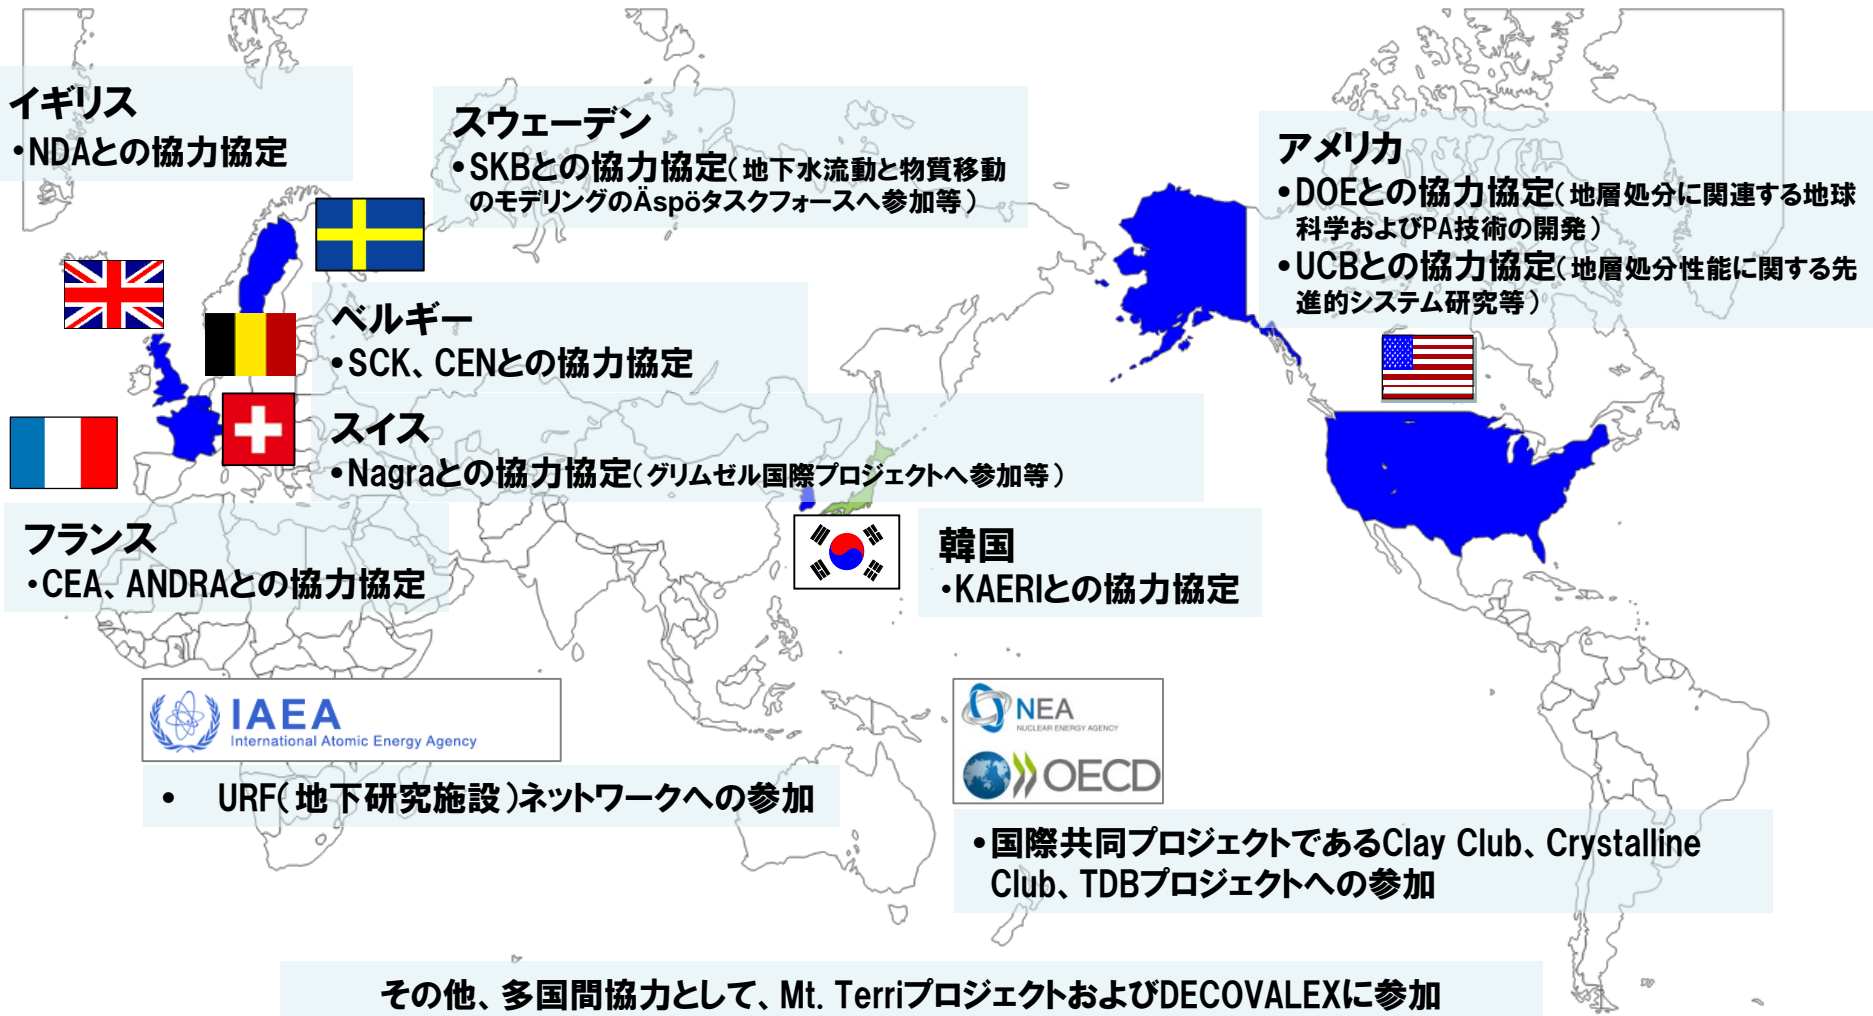 イギリス
・NDAとの協力協定
スウェーデン
•SKBとの協力協定(地下水流動と物質移動
のモデリングのÄspöタスクフォースへ参加等)
アメリカ
•DOEとの協力協定(地層処分に関連する地球
科学およびPA技術の開発)
•UCBとの協力協定(地層処分性能に関する先
進的システム研究等)
ベルギー
•SCK、CENとの協力協定
スイス
•Nagraとの協力協定(グリムゼル国際プロジェクトへ参加等)
フランス
・CEA、ANDRAとの協力協定
韓国
・KAERIとの協力協定
IAEA
International Atomic Energy Agency
• URF(地下研究施設)ネットワークへの参加
NEA
NUCLEAR ENERGY AGENCY
OECD
•国際共同プロジェクトであるClay Club、Crystalline
Club、TDBプロジェクトへの参加
その他、多国間協力として、Mt. TerriプロジェクトおよびDECOVALEXに参加